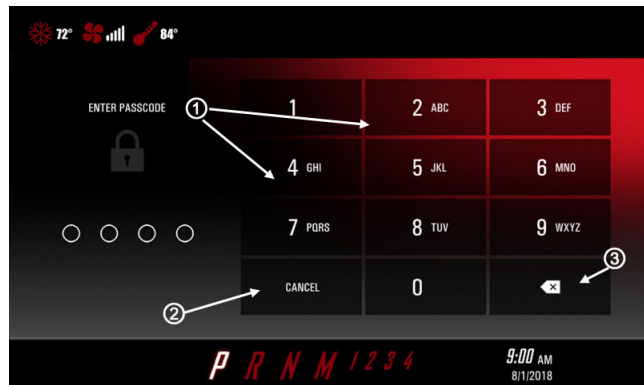 72° 84°
ENTER PASSCODE
①
1
2 ABC
3 DEF
4 GHI
5 JKL
6 MNO
7 PQRS
8 TUV
9 WXYZ
③
②
CANCEL
0
P R N M 1 2 3 4
9:00 AM
8/1/2018